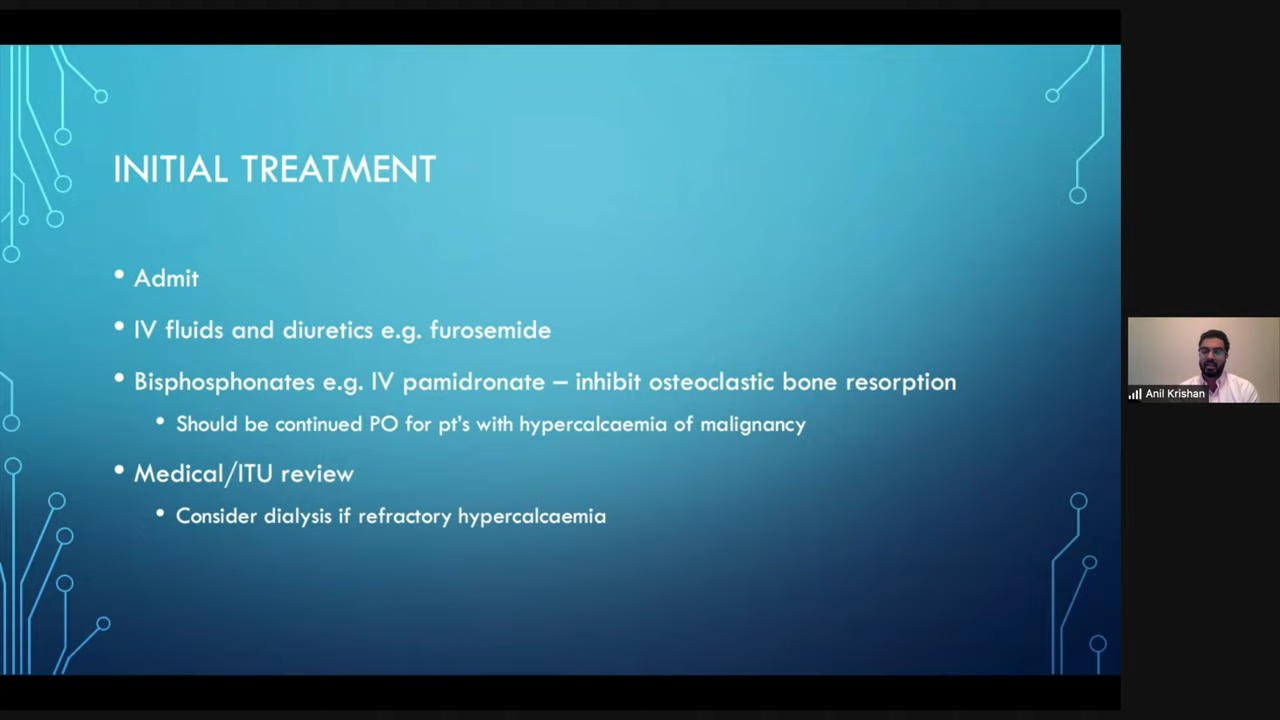 INITIAL TREATMENT
• Admit
• IV fluids and diuretics e.g. furosemide
• Bisphosphonates e.g. IV pamidronate – inhibit osteoclastic bone resorption
• Should be continued PO for pt's with hypercalcaemia of malignancy
• Medical/ITU review
• Consider dialysis if refractory hypercalcaemia
Anil Krishan